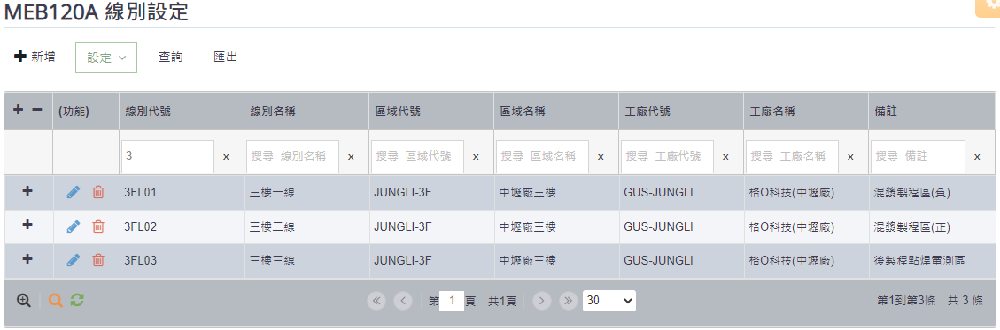 MEB120A 線別設定
新增 設定 查詢 匯出
(功能) 線別代號 線別名稱 區域代號 區域名稱 工廠代號 工廠名稱 備註
3 x 搜尋 線別名稱 x 搜尋 區域代號 x 搜尋 區域名稱 x 搜尋 工廠代號 x 搜尋 工廠名稱 x 搜尋 備註 x
3FL01 三樓一線 JUNGLI-3F 中壢廠三樓 GUS-JUNGLI 格O科技(中壢廠) 混漿製程區(負)
3FL02 三樓二線 JUNGLI-3F 中壢廠三樓 GUS-JUNGLI 格O科技(中壢廠) 混漿製程區(正)
3FL03 三樓三線 JUNGLI-3F 中壢廠三樓 GUS-JUNGLI 格O科技(中壢廠) 後製程點焊電測區
第 1 頁 共1頁 30 第1到第3條 共 3 條